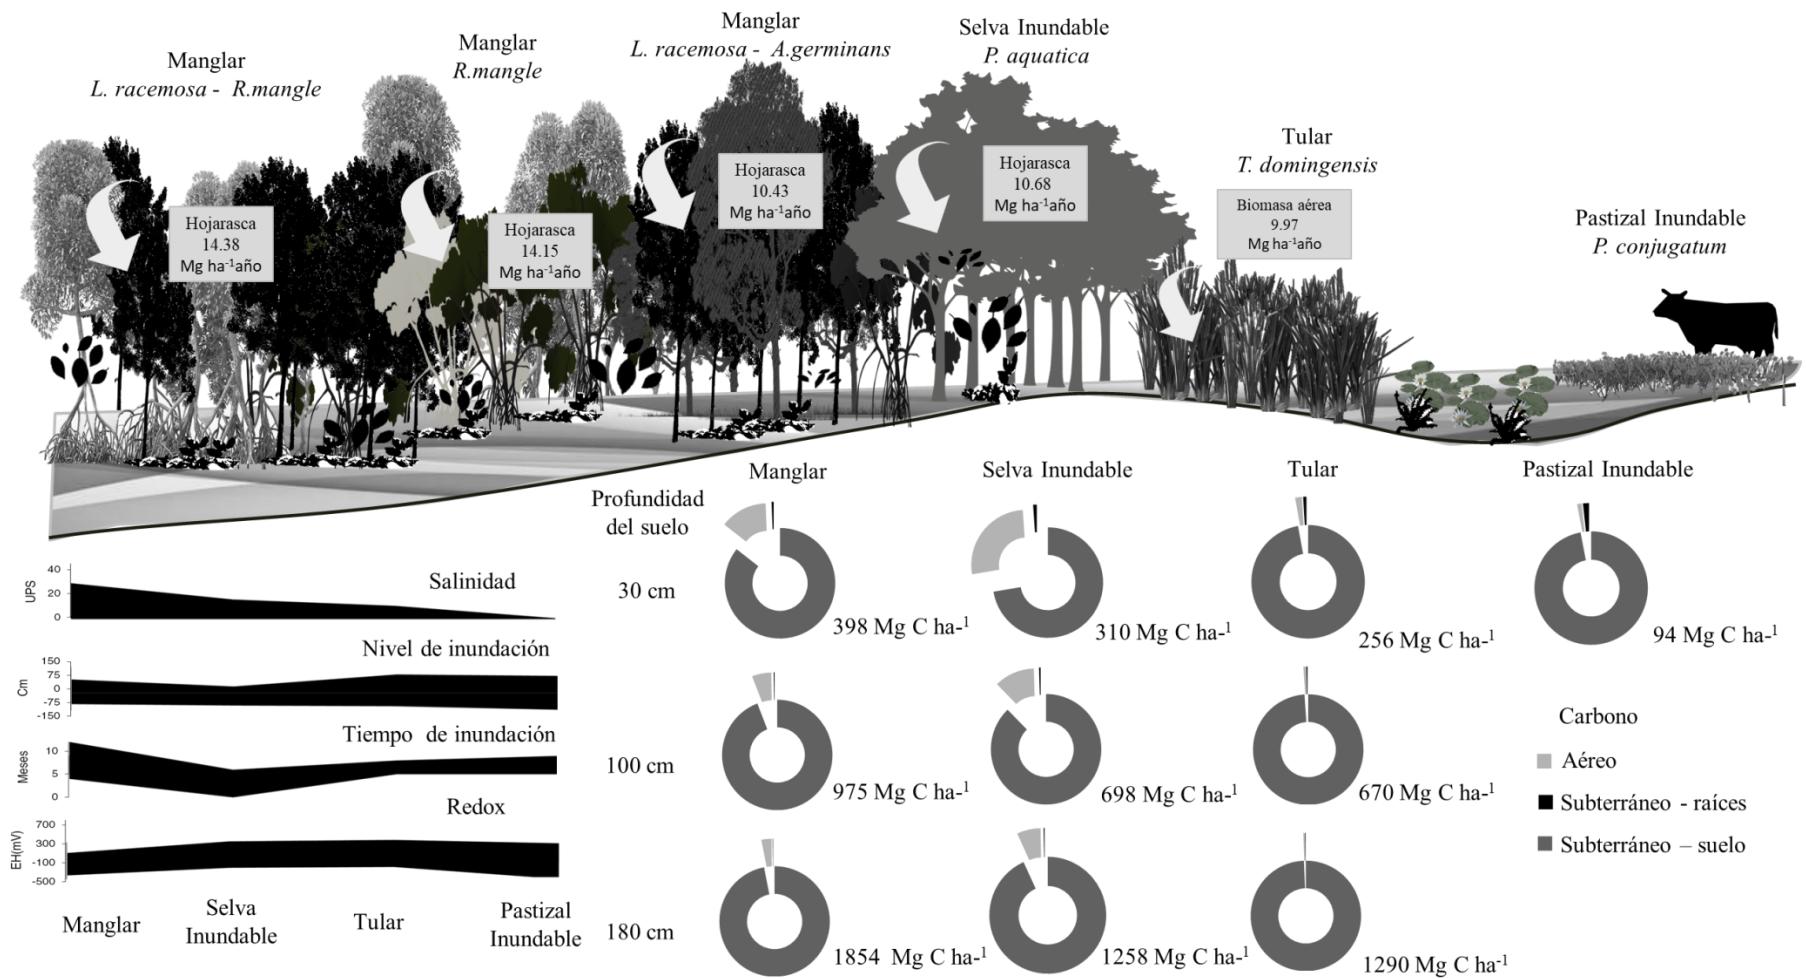 Manglar
L. racemosa - R.mangle
Manglar
R.mangle
Manglar
L. racemosa - A.germinans
Selva Inundable
P. aquatica
Tular
T. domingensis
Pastizal Inundable
P. conjugatum
Hojarasca
14.38
Mg ha⁻¹año
Hojarasca
14.15
Mg ha⁻¹año
Hojarasca
10.43
Mg ha⁻¹año
Hojarasca
10.68
Mg ha⁻¹año
Biomasa aérea
9.97
Mg ha⁻¹año
Salinidad
UPS
40
20
0
Nivel de inundación
Cm
150
75
0
-75
-150
Tiempo de inundación
Meses
10
5
0
Redox
EH(mV)
700
300
-100
-500
Manglar
Selva
Inundable
Tular
Pastizal
Inundable
Profundidad
del suelo
Manglar
Selva Inundable
Tular
Pastizal Inundable
30 cm
398 Mg C ha-¹
310 Mg C ha-¹
256 Mg C ha-¹
94 Mg C ha-¹
100 cm
975 Mg C ha-¹
698 Mg C ha-¹
670 Mg C ha-¹
180 cm
1854 Mg C ha-¹
1258 Mg C ha-¹
1290 Mg C ha-¹
Carbono
Aéreo
Subterráneo - raíces
Subterráneo – suelo